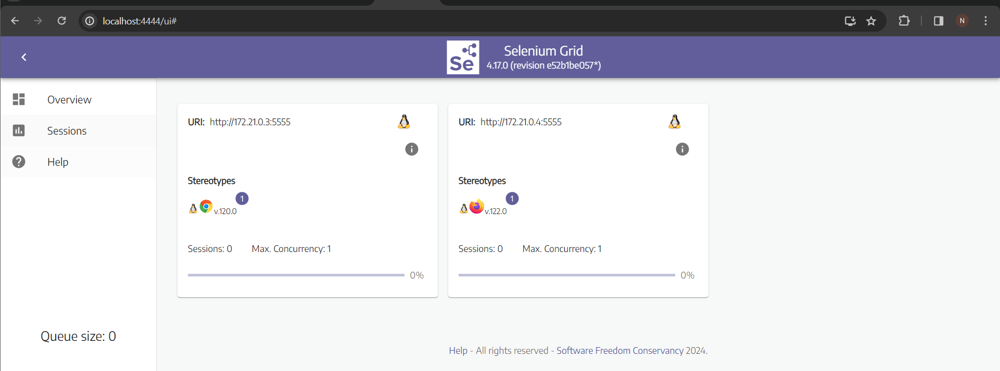 localhost:4444/ui#
N
Se
Selenium Grid
4.17.0 (revision e52b1be057*)
Overview
Sessions
Help
Queue size: 0
URI: http://172.21.0.3:5555
Stereotypes
1
v.120.0
Sessions: 0 Max. Concurrency: 1
0%
URI: http://172.21.0.4:5555
Stereotypes
1
v.122.0
Sessions: 0 Max. Concurrency: 1
0%
Help - All rights reserved - Software Freedom Conservancy 2024.